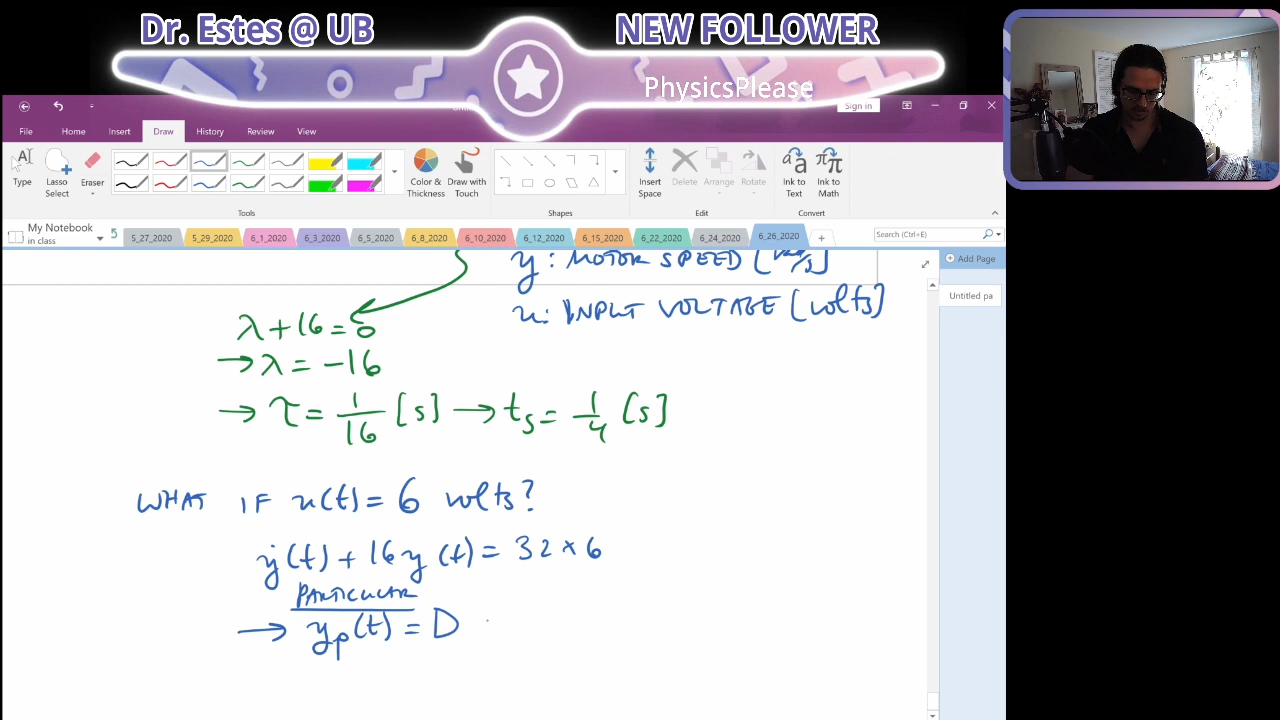 Dr. Estes @ UB
NEW FOLLOWER
PhysicsPlease
Sign in
File Home Insert Draw History Review View
Type
Lasso Select
Eraser
Color & Thickness
Draw with Touch
Insert Space
Delete
Arrange
Rotate
Ink to Text
Ink to Math
Tools
Shapes
Edit
Convert
My Notebook
in class
5_27_2020 5_29_2020 6_1_2020 6_3_2020 6_5_2020 6_8_2020 6_10_2020 6_12_2020 6_15_2020 6_22_2020 6_24_2020 6_26_2020
Search (Ctrl+E)
Add Page
Untitled pa
y: MOTOR SPEED [rad/s]
u: INPUT VOLTAGE [volts]
λ+16=0
→ λ = -16
→ τ = 1/16 [s] → ts = 1/4 [s]
WHAT IF u(t) = 6 volts?
ẏ(t) + 16y(t) = 32 × 6
PARTICULAR
→ yp(t) = D